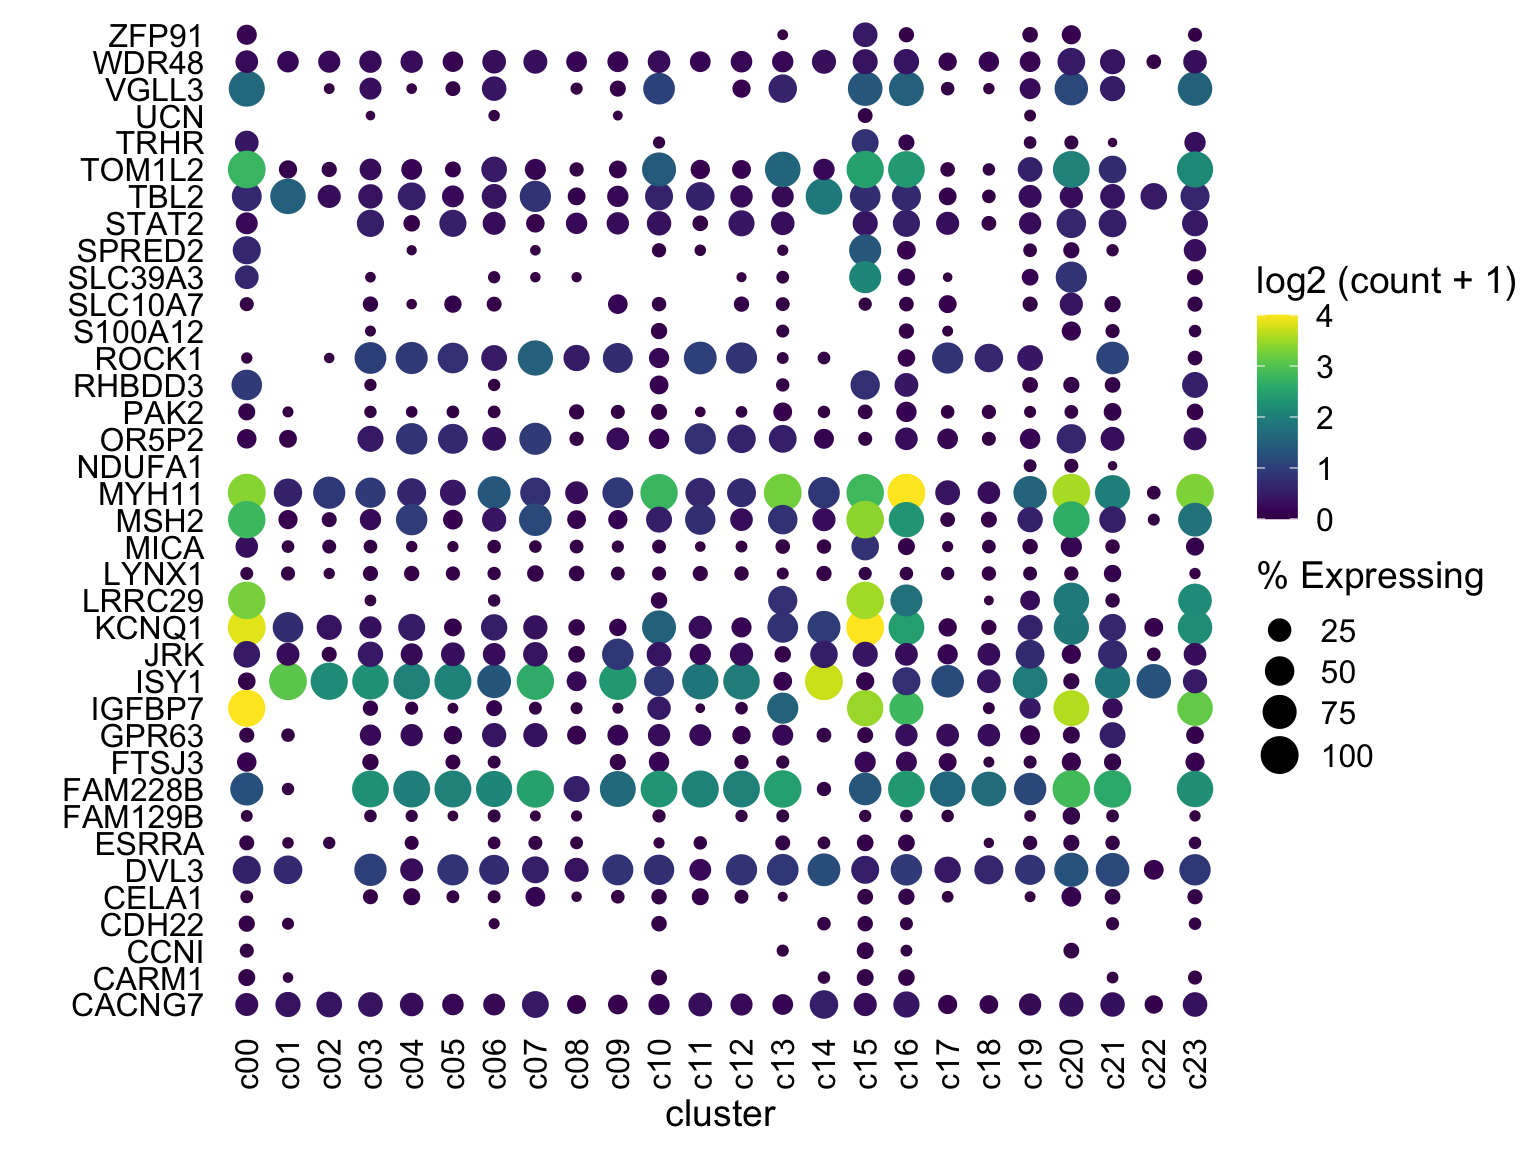 ZFP91
WDR48
VGLL3
UCN
TRHR
TOM1L2
TBL2
STAT2
SPRED2
SLC39A3
SLC10A7
S100A12
ROCK1
RHBDD3
PAK2
OR5P2
NDUFA1
MYH11
MSH2
MICA
LYNX1
LRRC29
KCNQ1
JRK
ISY1
IGFBP7
GPR63
FTSJ3
FAM228B
FAM129B
ESRRA
DVL3
CELA1
CDH22
CCNI
CARM1
CACNG7
c00 c01 c02 c03 c04 c05 c06 c07 c08 c09 c10 c11 c12 c13 c14 c15 c16 c17 c18 c19 c20 c21 c22 c23
cluster
log2 (count + 1)
4
3
2
1
0
% Expressing
25
50
75
100